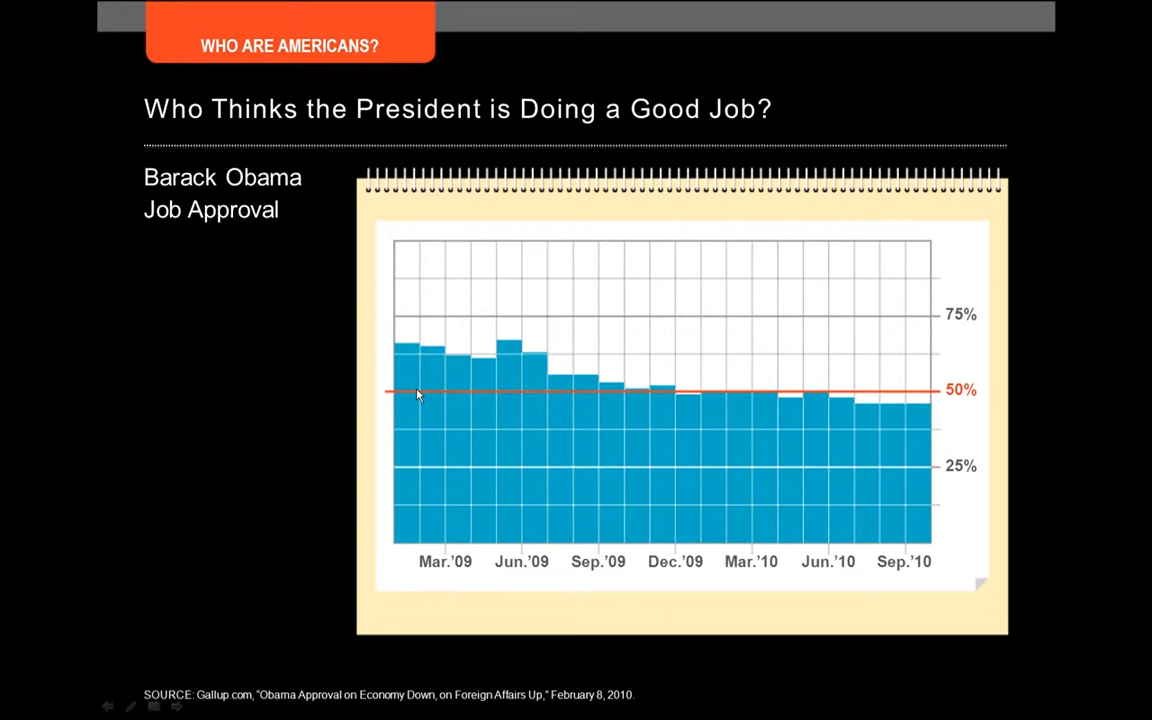 WHO ARE AMERICANS?
Who Thinks the President is Doing a Good Job?
Barack Obama
Job Approval
75%
50%
25%
Mar.’09 Jun.’09 Sep.’09 Dec.’09 Mar.’10 Jun.’10 Sep.’10
SOURCE: Gallup.com, “Obama Approval on Economy Down, on Foreign Affairs Up,” February 8, 2010.